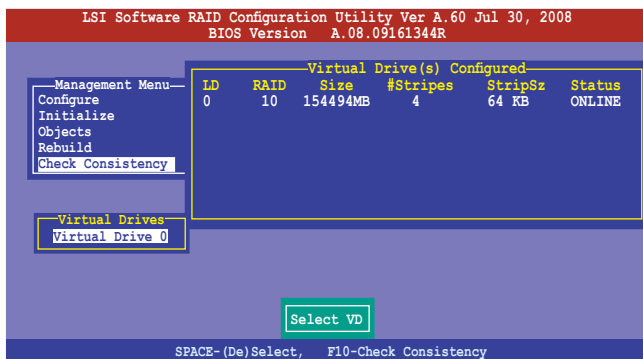 LSI Software RAID Configuration Utility Ver A.60 Jul 30, 2008
BIOS Version A.08.09161344R
Virtual Drive(s) Configured
LD RAID Size #Stripes StripSz Status
0 10 154494MB 4 64 KB ONLINE
Management Menu
Configure
Initialize
Objects
Rebuild
Check Consistency
Virtual Drives
Virtual Drive 0
Select VD
SPACE-(De)Select, F10-Check Consistency